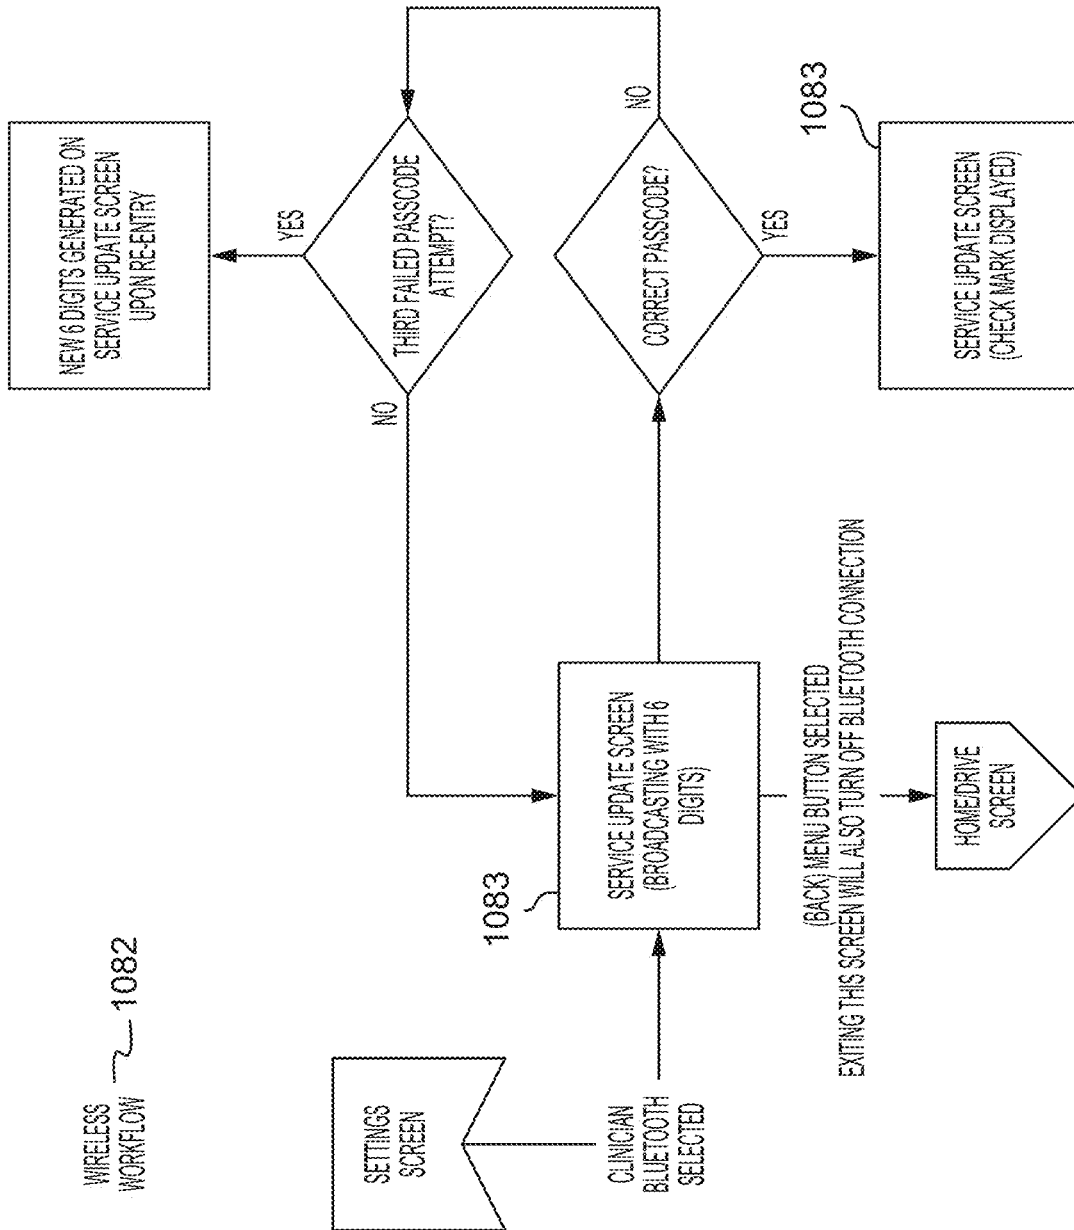 WIRELESS
WORKFLOW
1082
SETTINGS
SCREEN
CLINICIAN
BLUETOOTH
SELECTED
1083
SERVICE UPDATE SCREEN
(BROADCASTING WITH 6
DIGITS)
(BACK) MENU BUTTON SELECTED
EXITING THIS SCREEN WILL ALSO TURN OFF BLUETOOTH CONNECTION
HOME/DRIVE
SCREEN
CORRECT PASSCODE?
NO
YES
1083
SERVICE UPDATE SCREEN
(CHECK MARK DISPLAYED)
THIRD FAILED PASSCODE
ATTEMPT?
NO
YES
NEW 6 DIGITS GENERATED ON
SERVICE UPDATE SCREEN
UPON RE-ENTRY